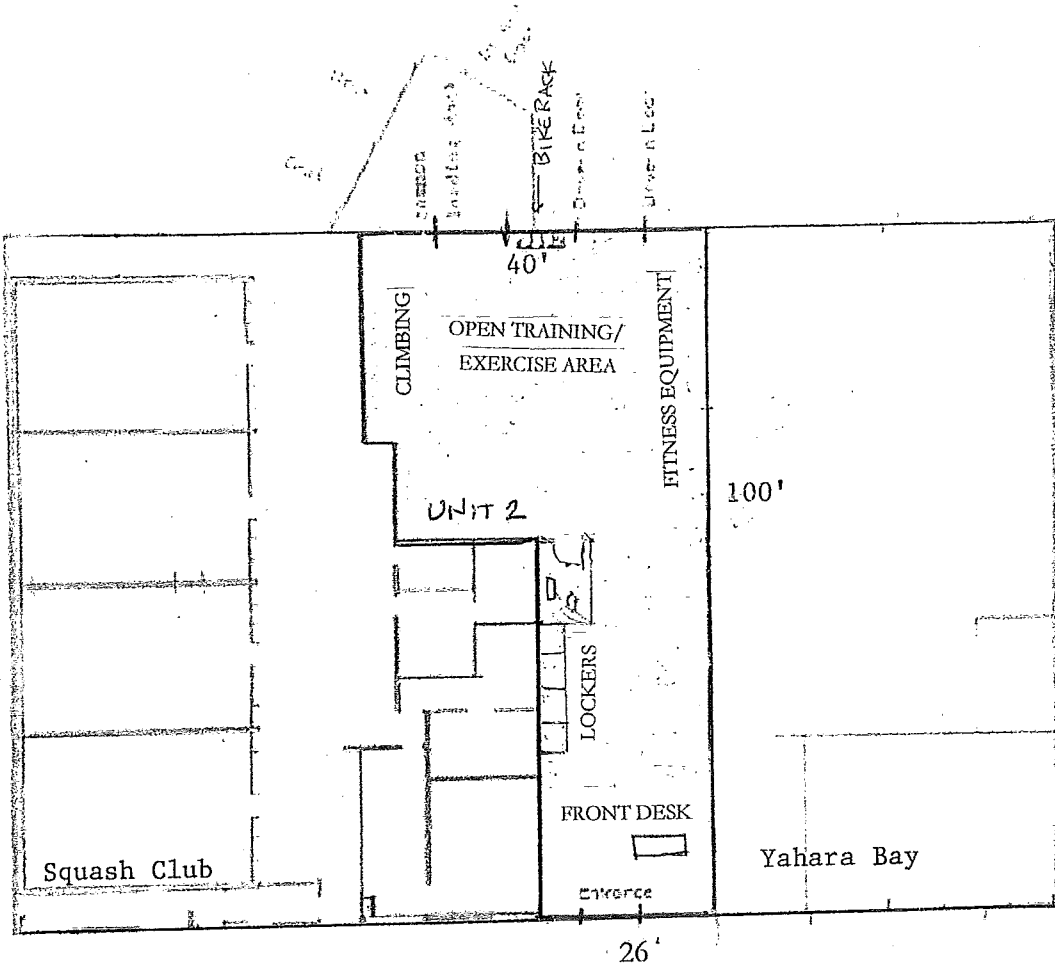 BIKE RACK
40'
CLIMBING
OPEN TRAINING/
EXERCISE AREA
FITNESS EQUIPMENT
100'
UNIT 2
LOCKERS
FRONT DESK
Squash Club
Yahara Bay
Entrance
26'